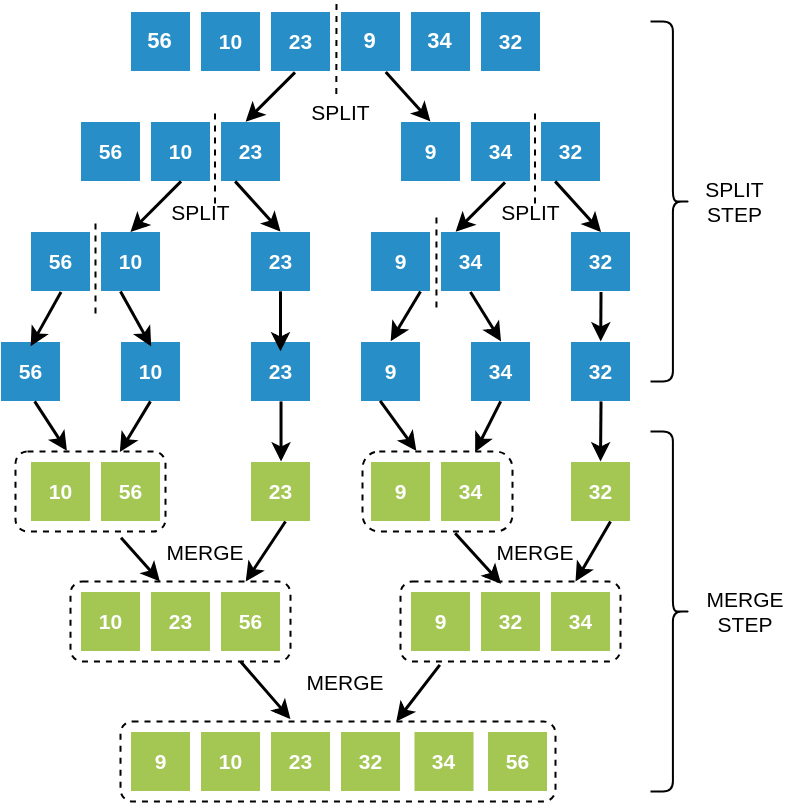 56 10 23 9 34 32
SPLIT
56 10 23 9 34 32
SPLIT SPLIT
SPLIT
STEP
56 10 23 9 34 32
56 10 23 9 34 32
10 56 23 9 34 32
MERGE MERGE
10 23 56 9 32 34
MERGE
STEP
MERGE
9 10 23 32 34 56